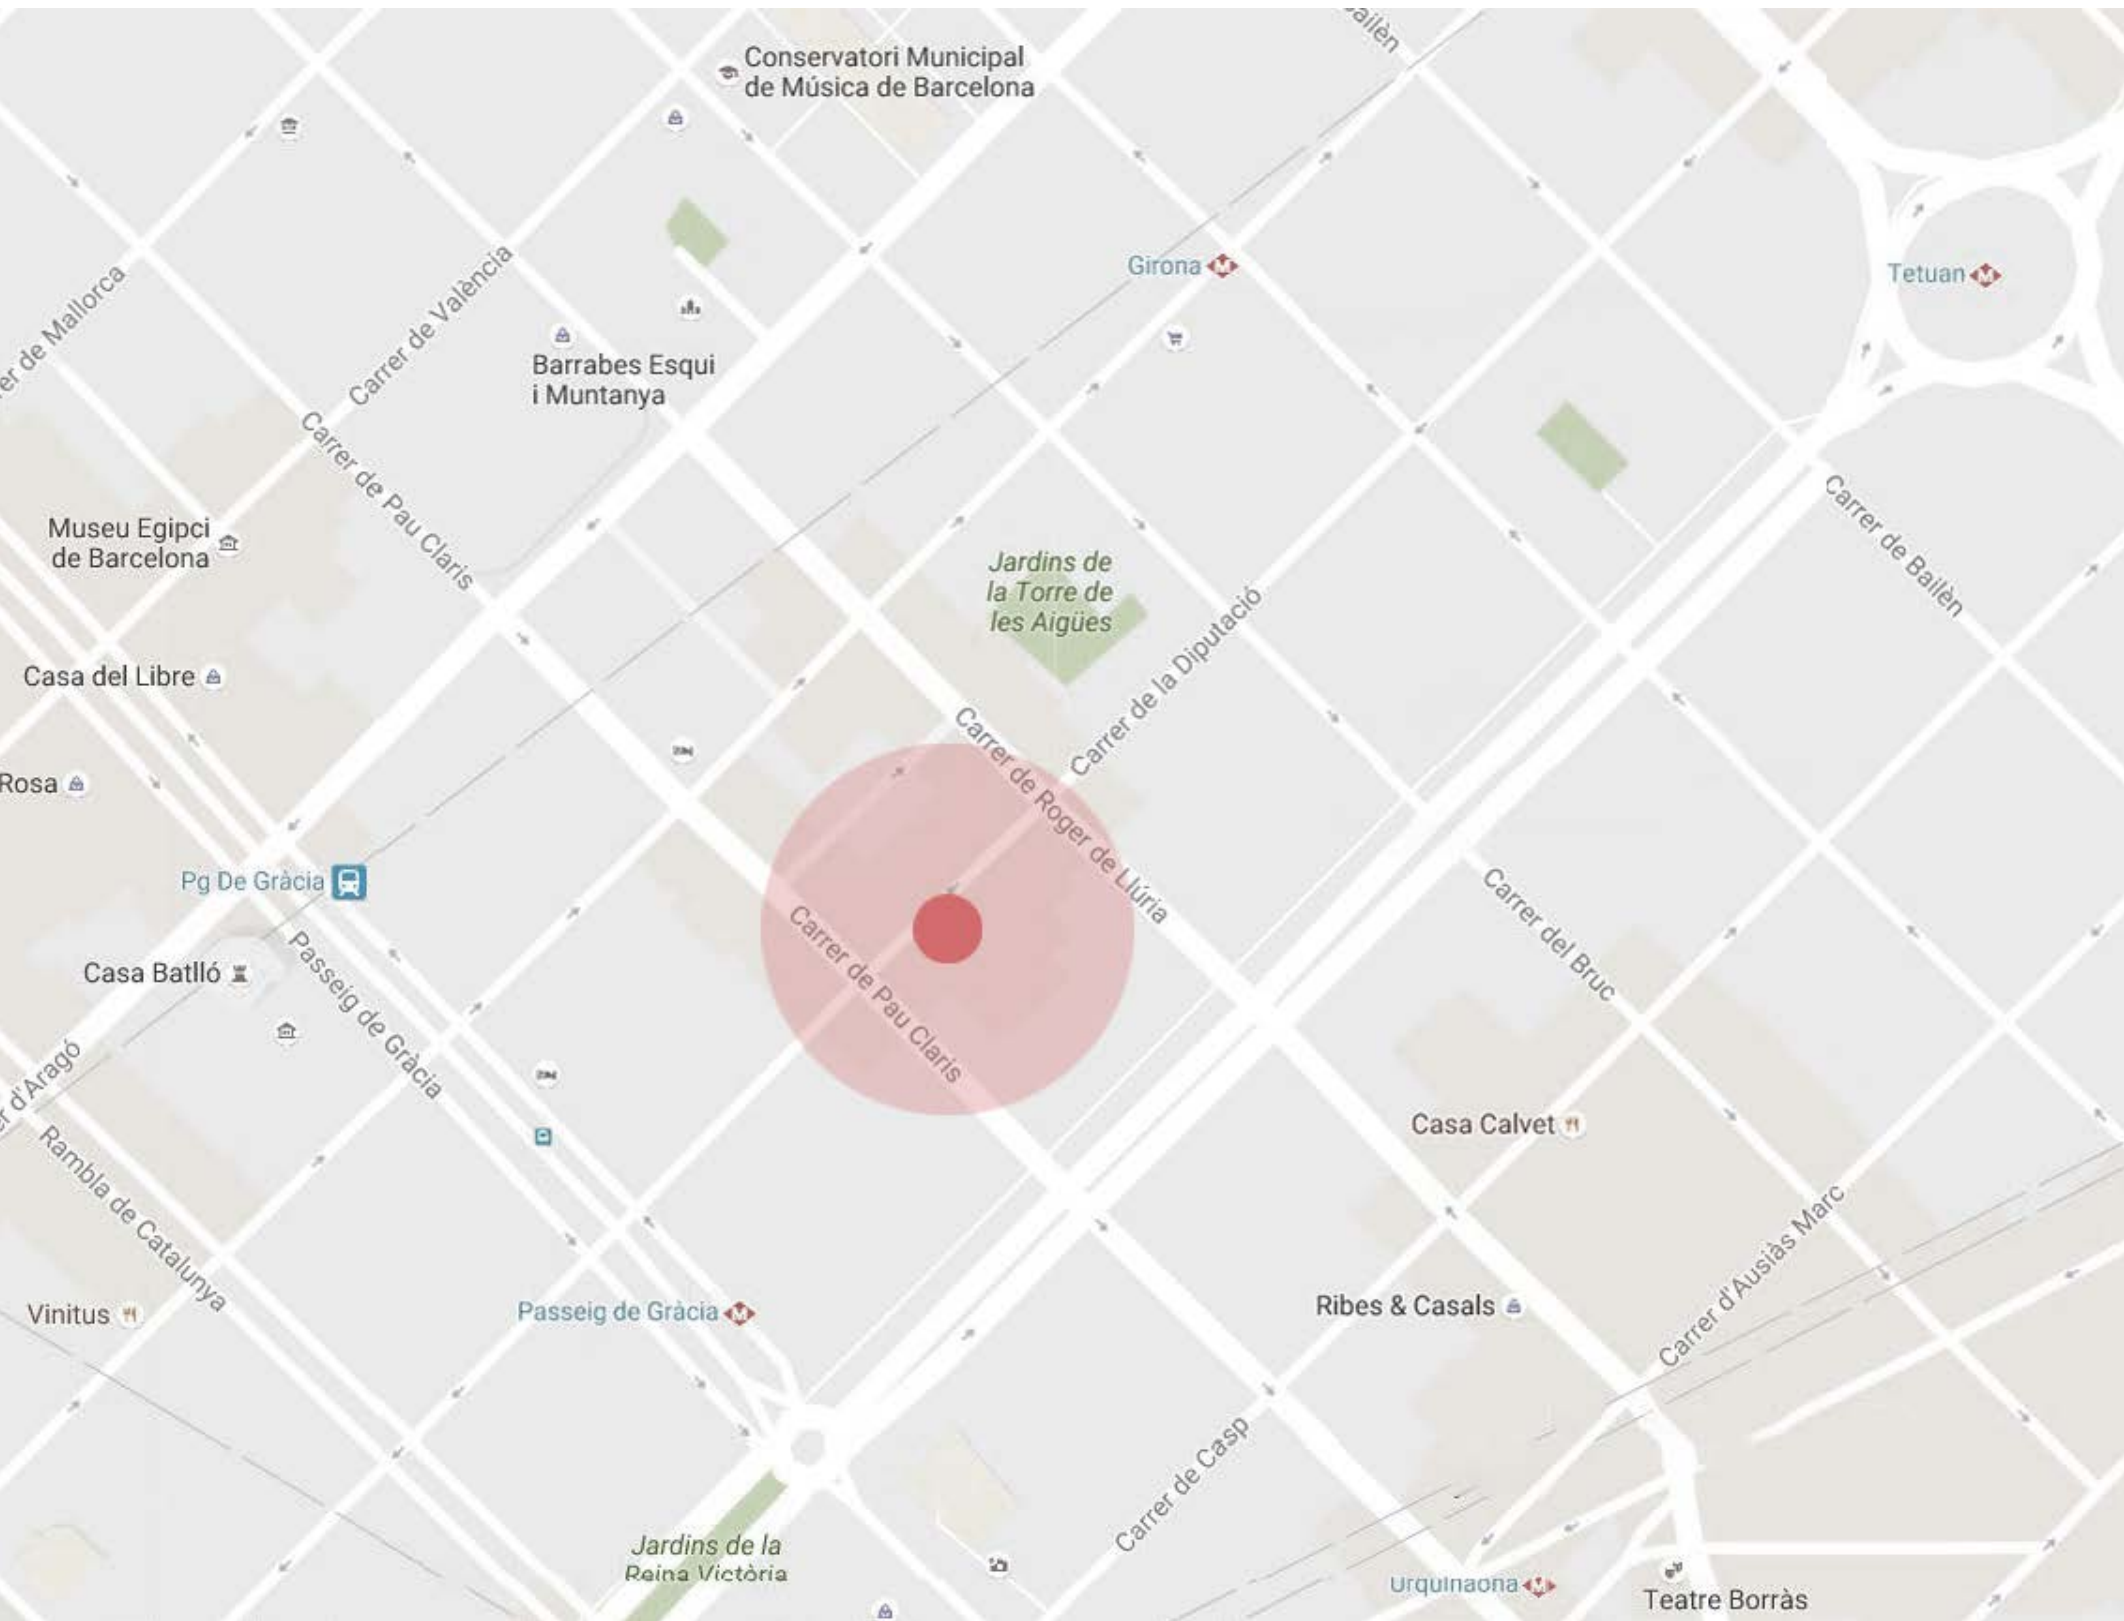 ailèn
Conservatori Municipal
de Música de Barcelona
Girona
Tetuan
er de Mallorca
Carrer de València
Barrabes Esqui
i Muntanya
Carrer de Pau Claris
Museu Egipci
de Barcelona
Jardins de
la Torre de
les Aigües
Carrer de la Diputació
Carrer de Bailèn
Casa del Libre
Rosa
Carrer de Roger de Llúria
Pg De Gràcia
Casa Batlló
Passeig de Gràcia
Carrer de Pau Claris
Carrer del Bruc
er d'Aragó
Rambla de Catalunya
Casa Calvet
Carrer d'Ausiàs Marc
Vinitus
Passeig de Gràcia
Ribes & Casals
Carrer de Casp
Jardins de la
Reina Victòria
Urquinaona
Teatre Borràs